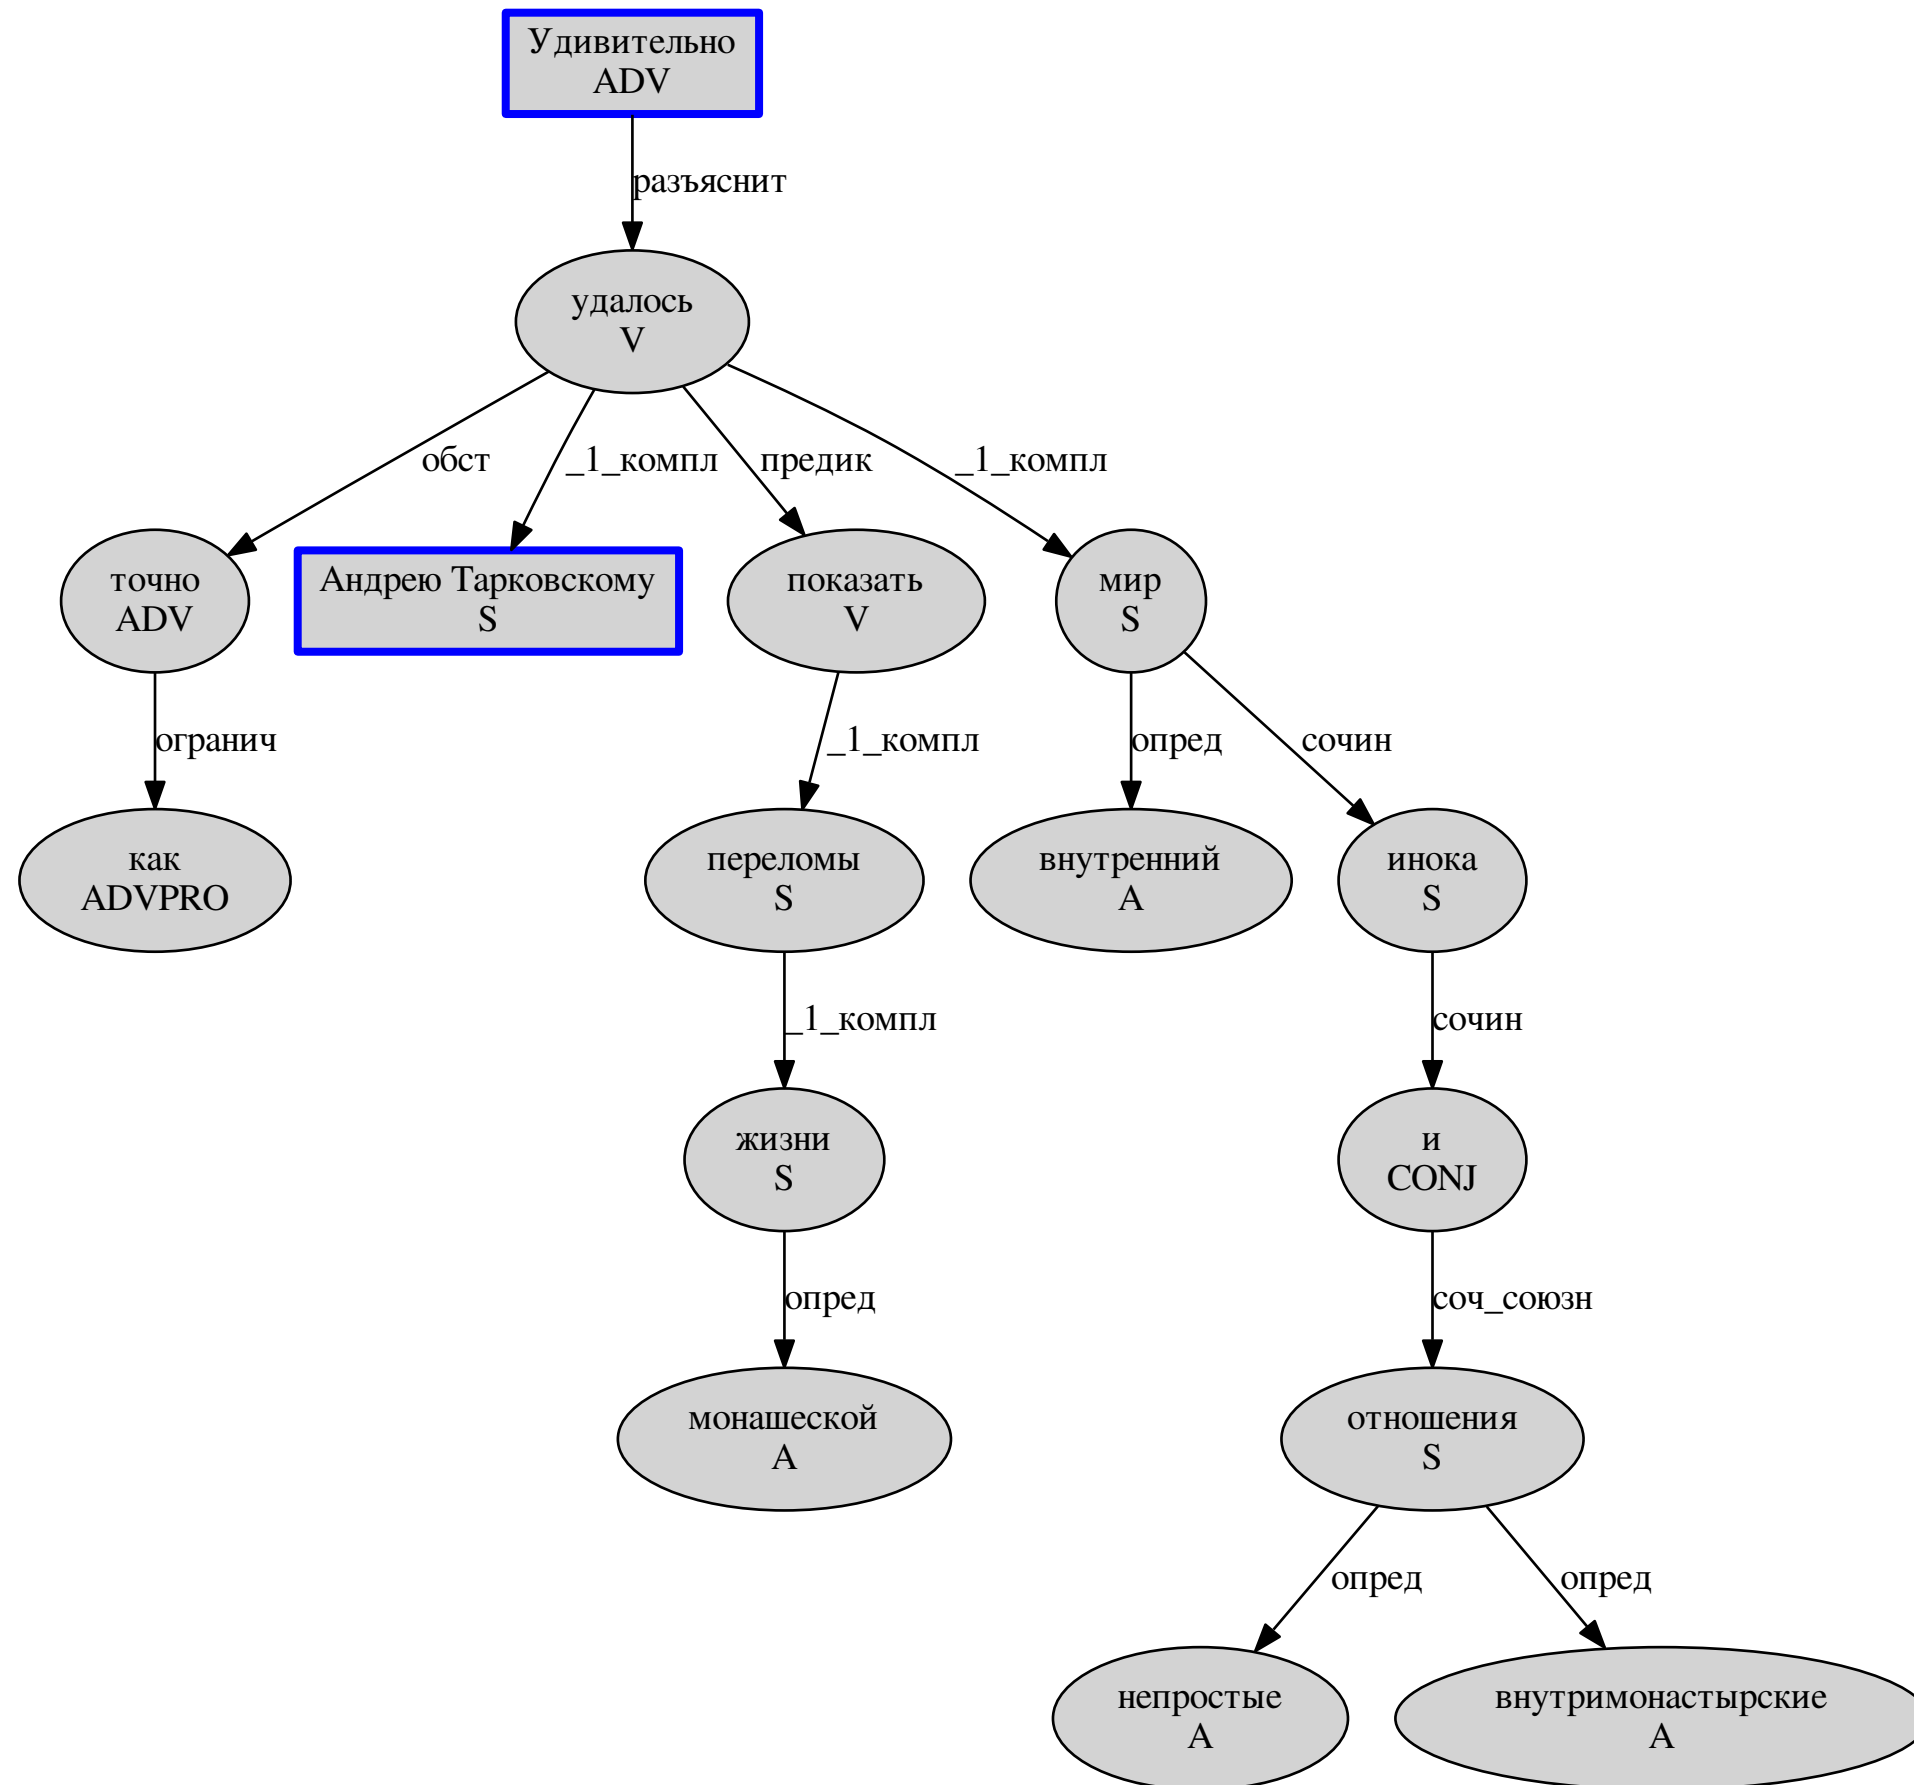 Удивительно
ADV
разъяснит
удалось
V
обст
_1_компл
предик
_1_компл
точно
ADV
Андрею Тарковскому
S
показать
V
мир
S
огранич
_1_компл
опред
сочин
как
ADVPRO
переломы
S
внутренний
A
инока
S
_1_компл
сочин
жизни
S
и
CONJ
опред
соч_союзн
монашеской
A
отношения
S
опред
опред
непростые
A
внутримонастырские
A